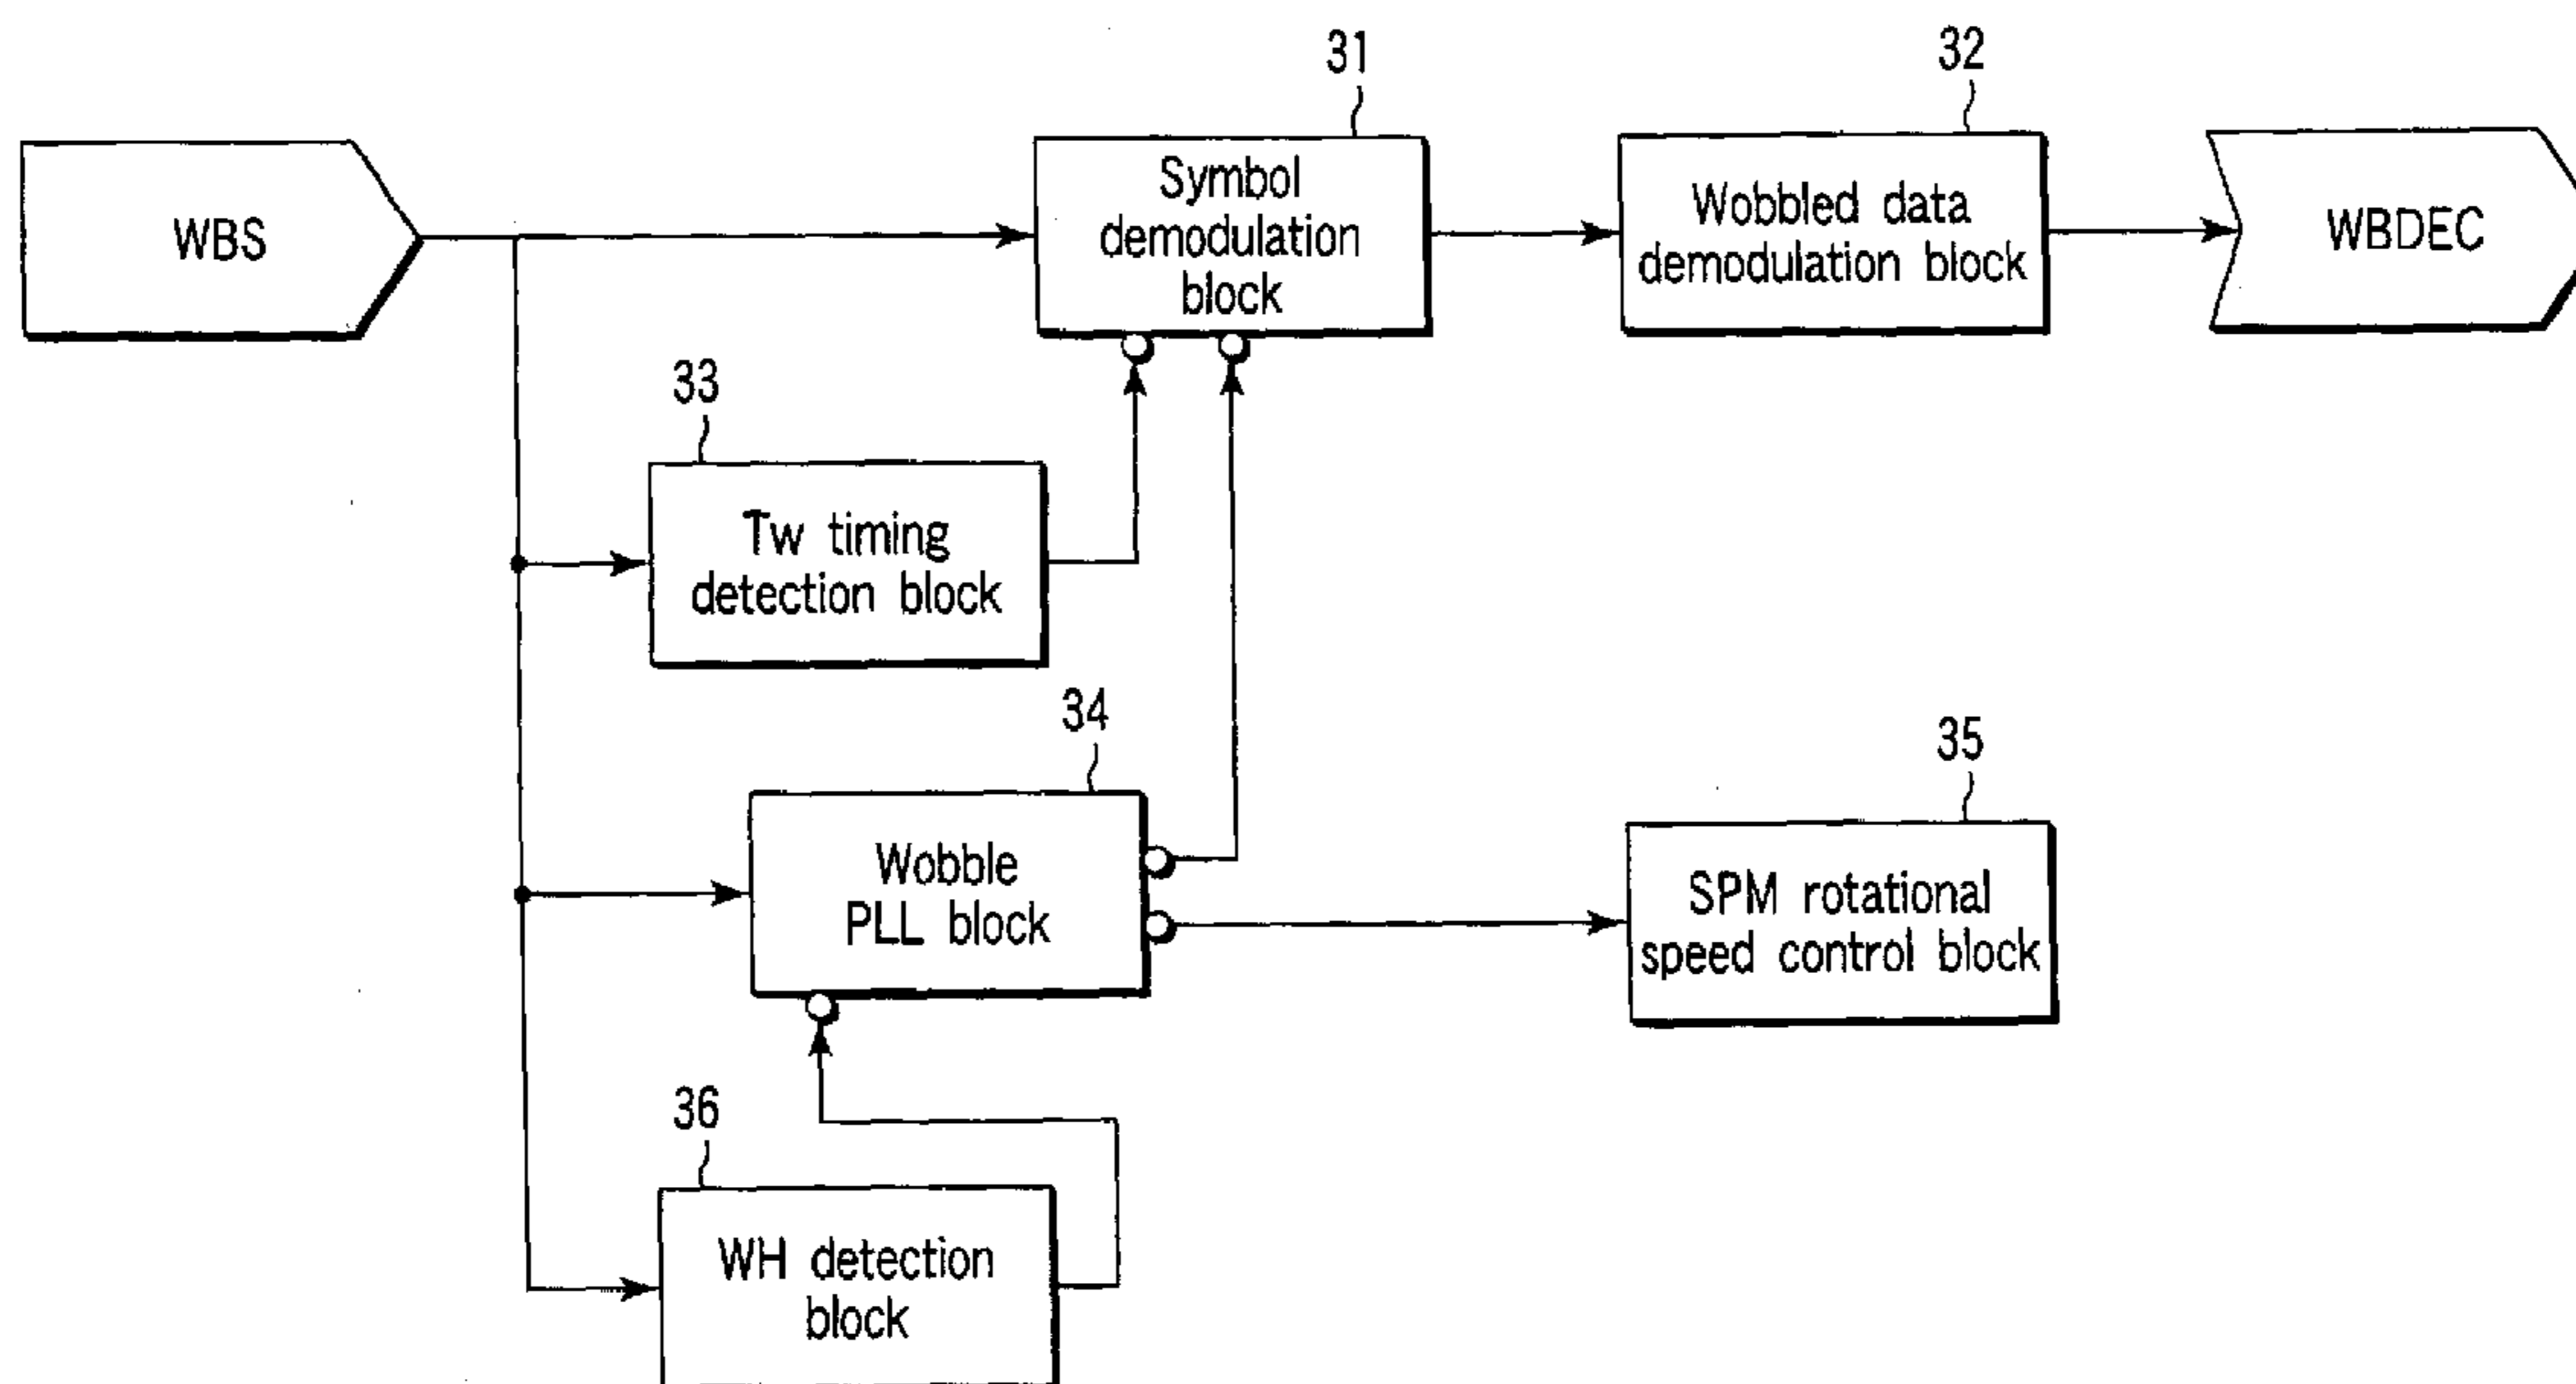 31
32
WBS
Symbol
demodulation
block
Wobbled data
demodulation block
WBDEC
33
Tw timing
detection block
34
35
Wobble
PLL block
SPM rotational
speed control block
36
WH detection
block